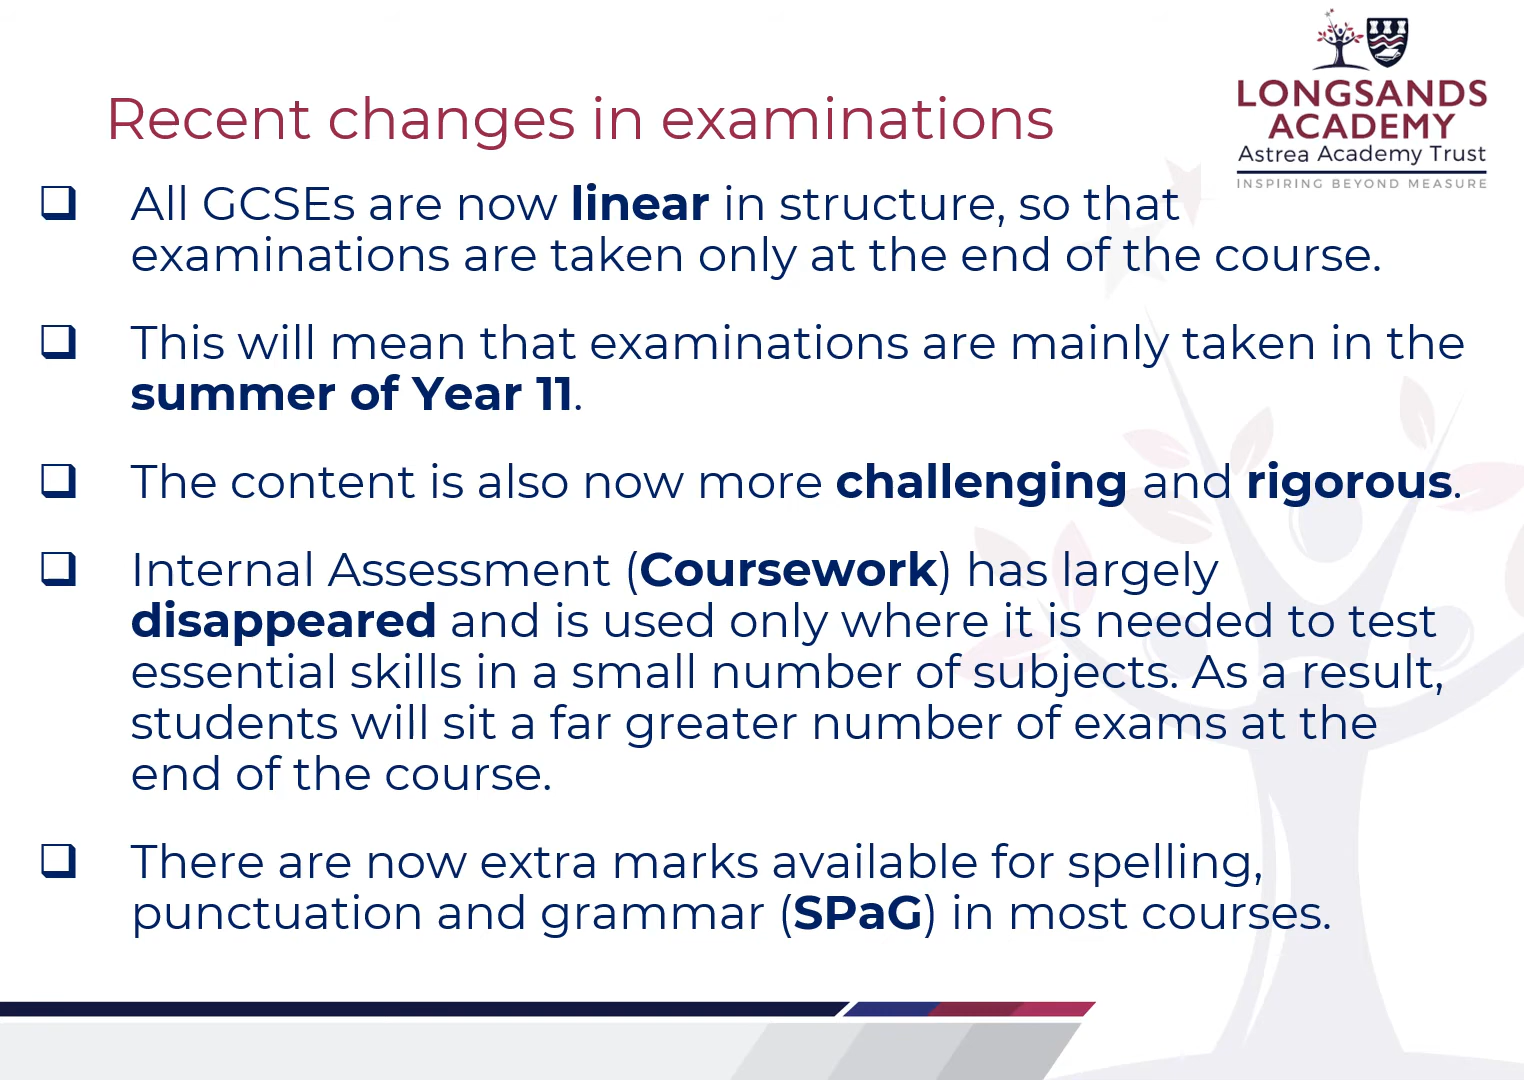 LONGSANDS
ACADEMY
Astrea Academy Trust
INSPIRING BEYOND MEASURE
Recent changes in examinations
All GCSEs are now linear in structure, so that
examinations are taken only at the end of the course.
This will mean that examinations are mainly taken in the
summer of Year 11.
The content is also now more challenging and rigorous.
Internal Assessment (Coursework) has largely
disappeared and is used only where it is needed to test
essential skills in a small number of subjects. As a result,
students will sit a far greater number of exams at the
end of the course.
There are now extra marks available for spelling,
punctuation and grammar (SPaG) in most courses.